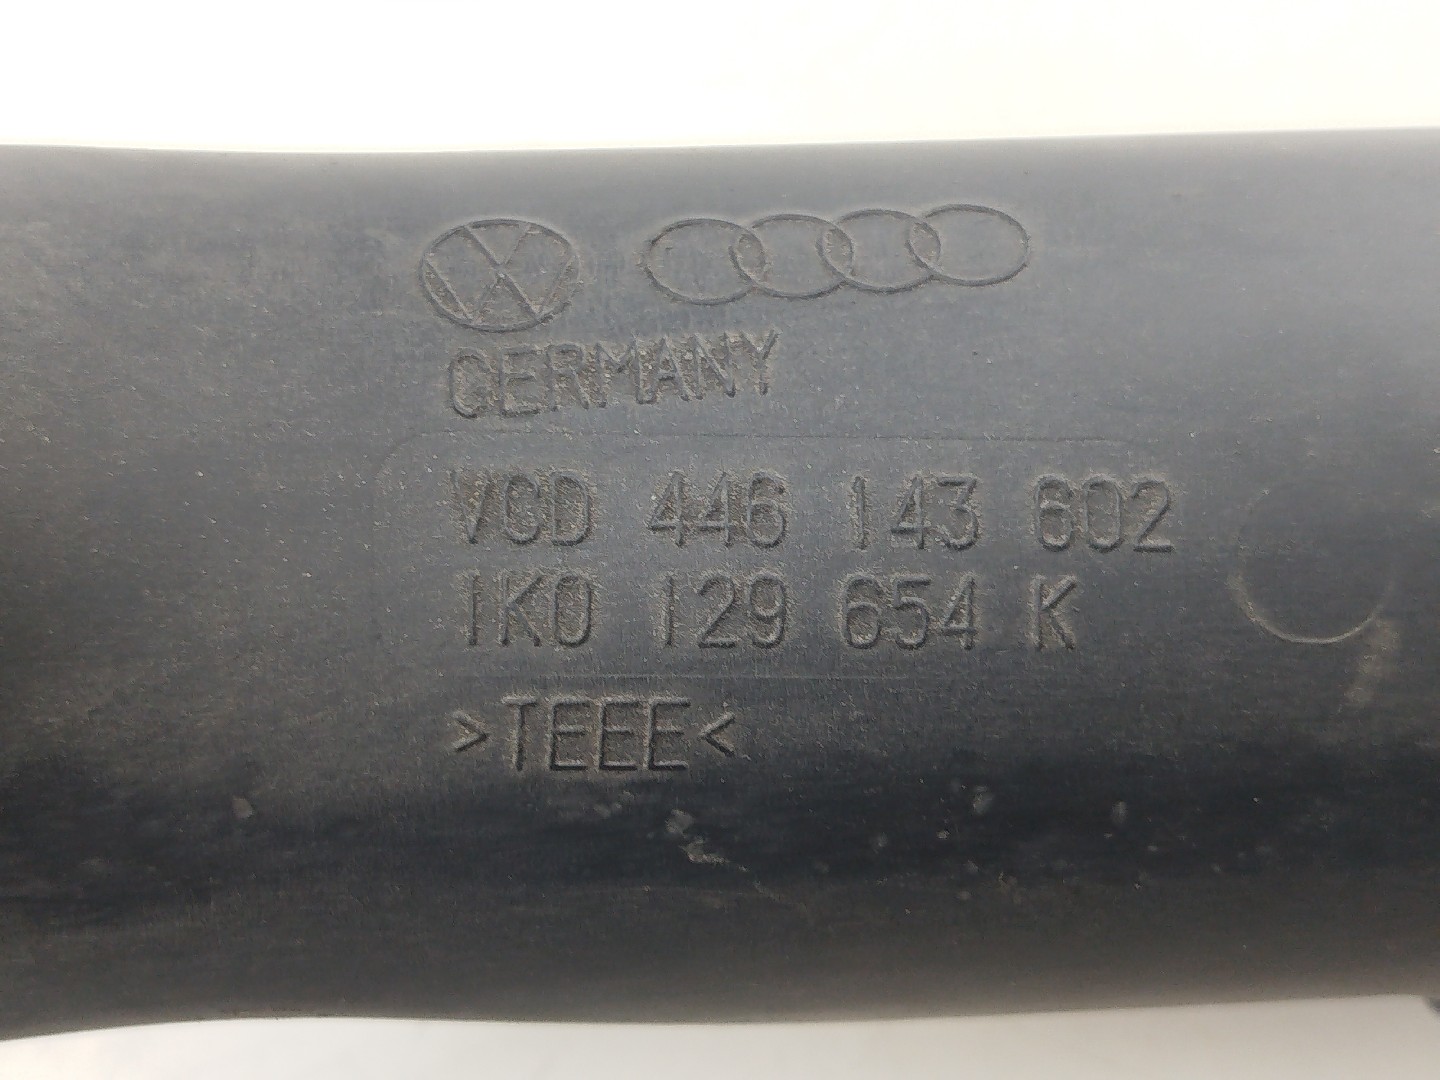 GERMANY
VCD 446 143 602
1K0 129 654 K
>TEEE<